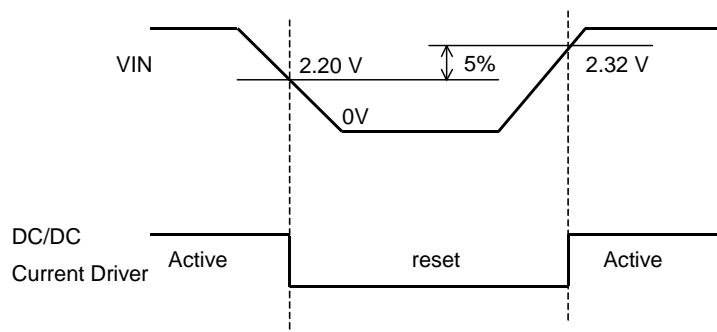 VIN
2.20 V
5%
2.32 V
0V
DC/DC
Current Driver
Active
reset
Active